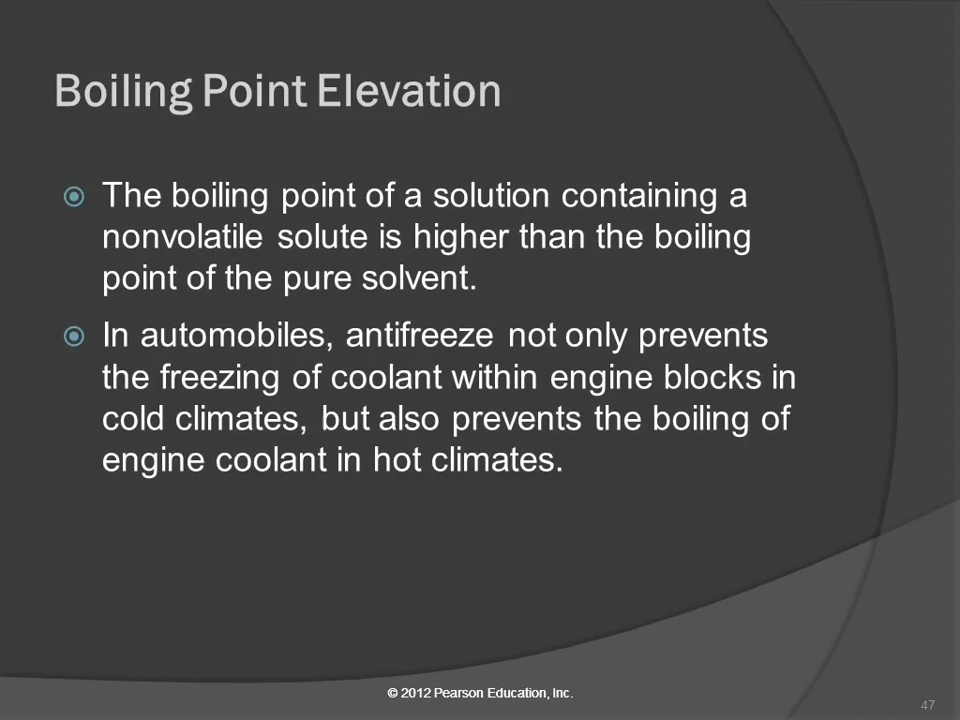 Boiling Point Elevation
The boiling point of a solution containing a
nonvolatile solute is higher than the boiling
point of the pure solvent.
In automobiles, antifreeze not only prevents
the freezing of coolant within engine blocks in
cold climates, but also prevents the boiling of
engine coolant in hot climates.
© 2012 Pearson Education, Inc.
47